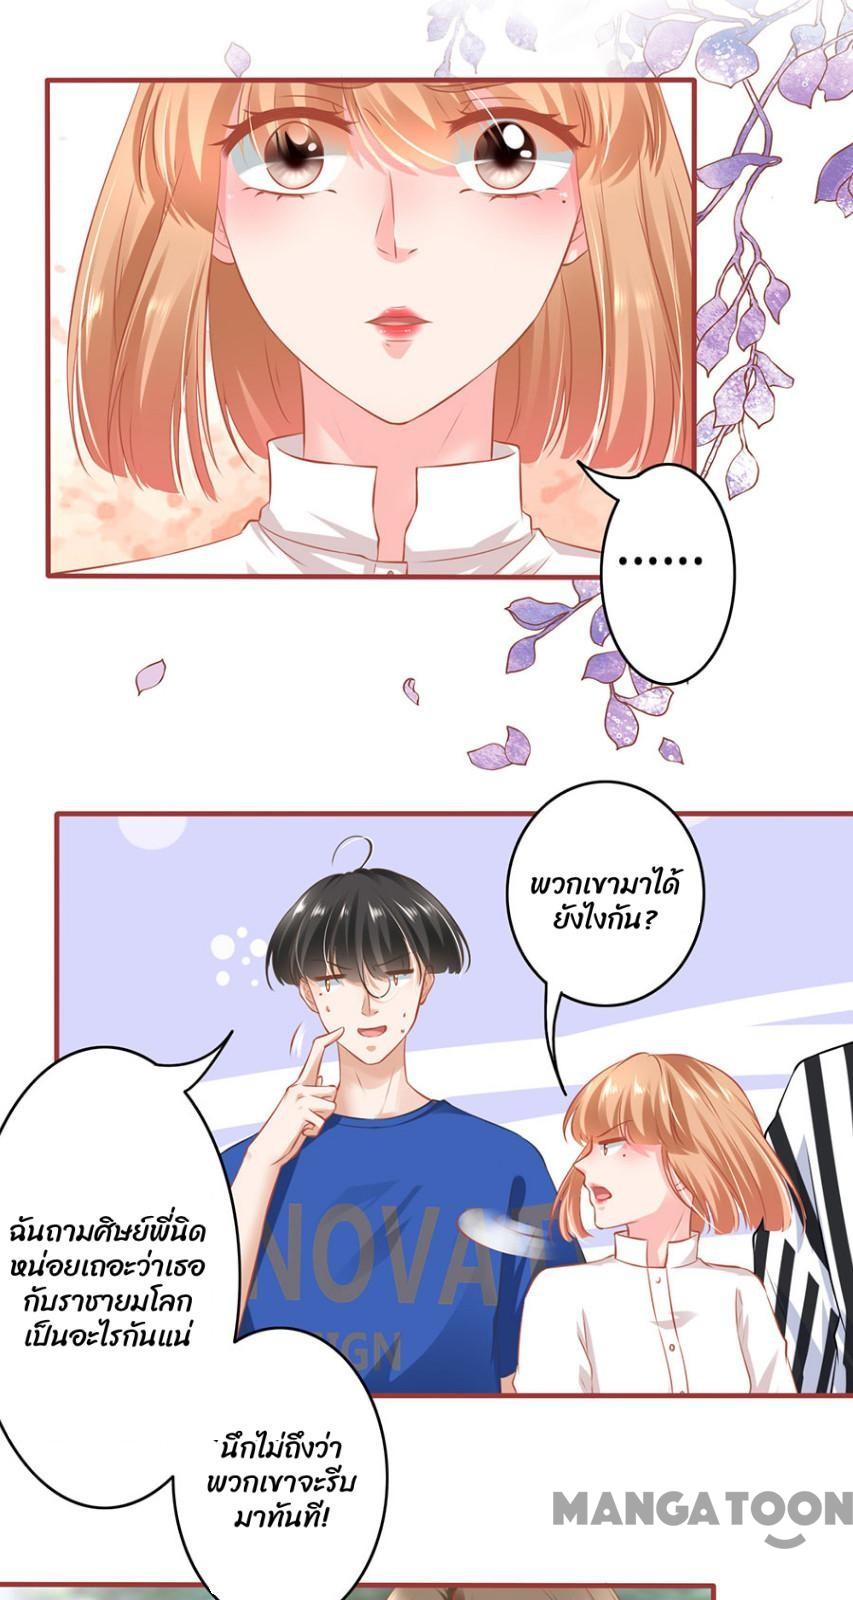 ......
พวกเขามาได้
ยังไงกัน?
ฉันถามศิษย์พี่นิด
หน่อยเถอะว่าเธอ
กับราชายมโลก
เป็นอะไรกันแน่
NOVAT
IGN
นึกไม่ถึงว่า
พวกเขาจะรีบ
มาทันที!
MANGATOON